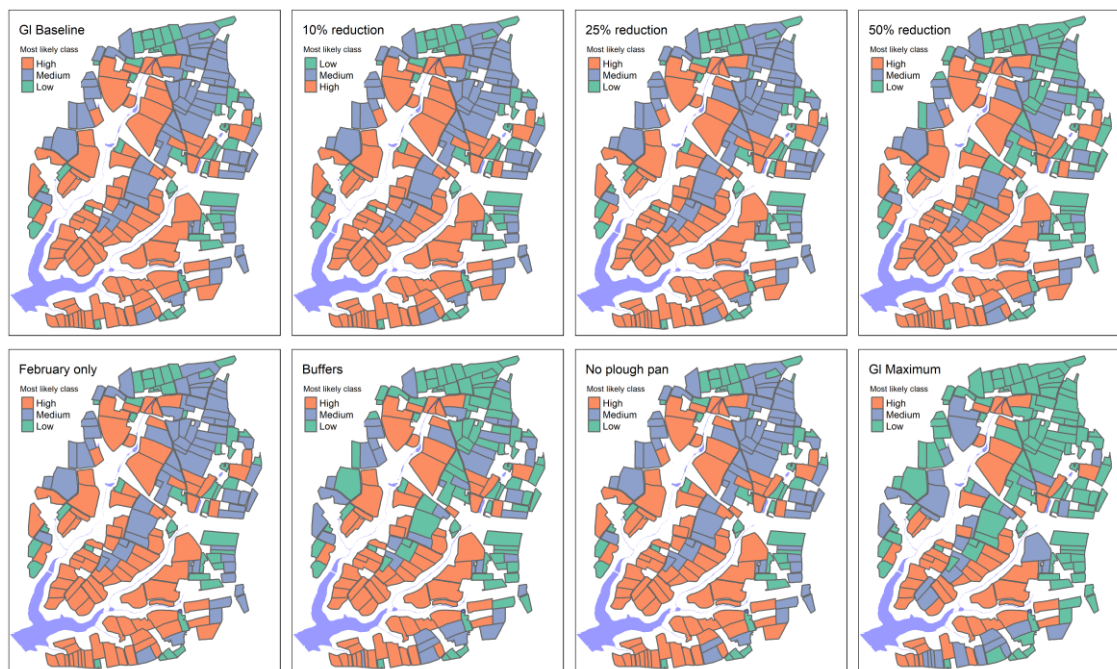 GI Baseline
Most likely class
High
Medium
Low
10% reduction
Most likely class
Low
Medium
High
25% reduction
Most likely class
High
Medium
Low
50% reduction
Most likely class
High
Medium
Low
February only
Most likely class
High
Medium
Low
Buffers
Most likely class
High
Medium
Low
No plough pan
Most likely class
High
Medium
Low
GI Maximum
Most likely class
High
Medium
Low